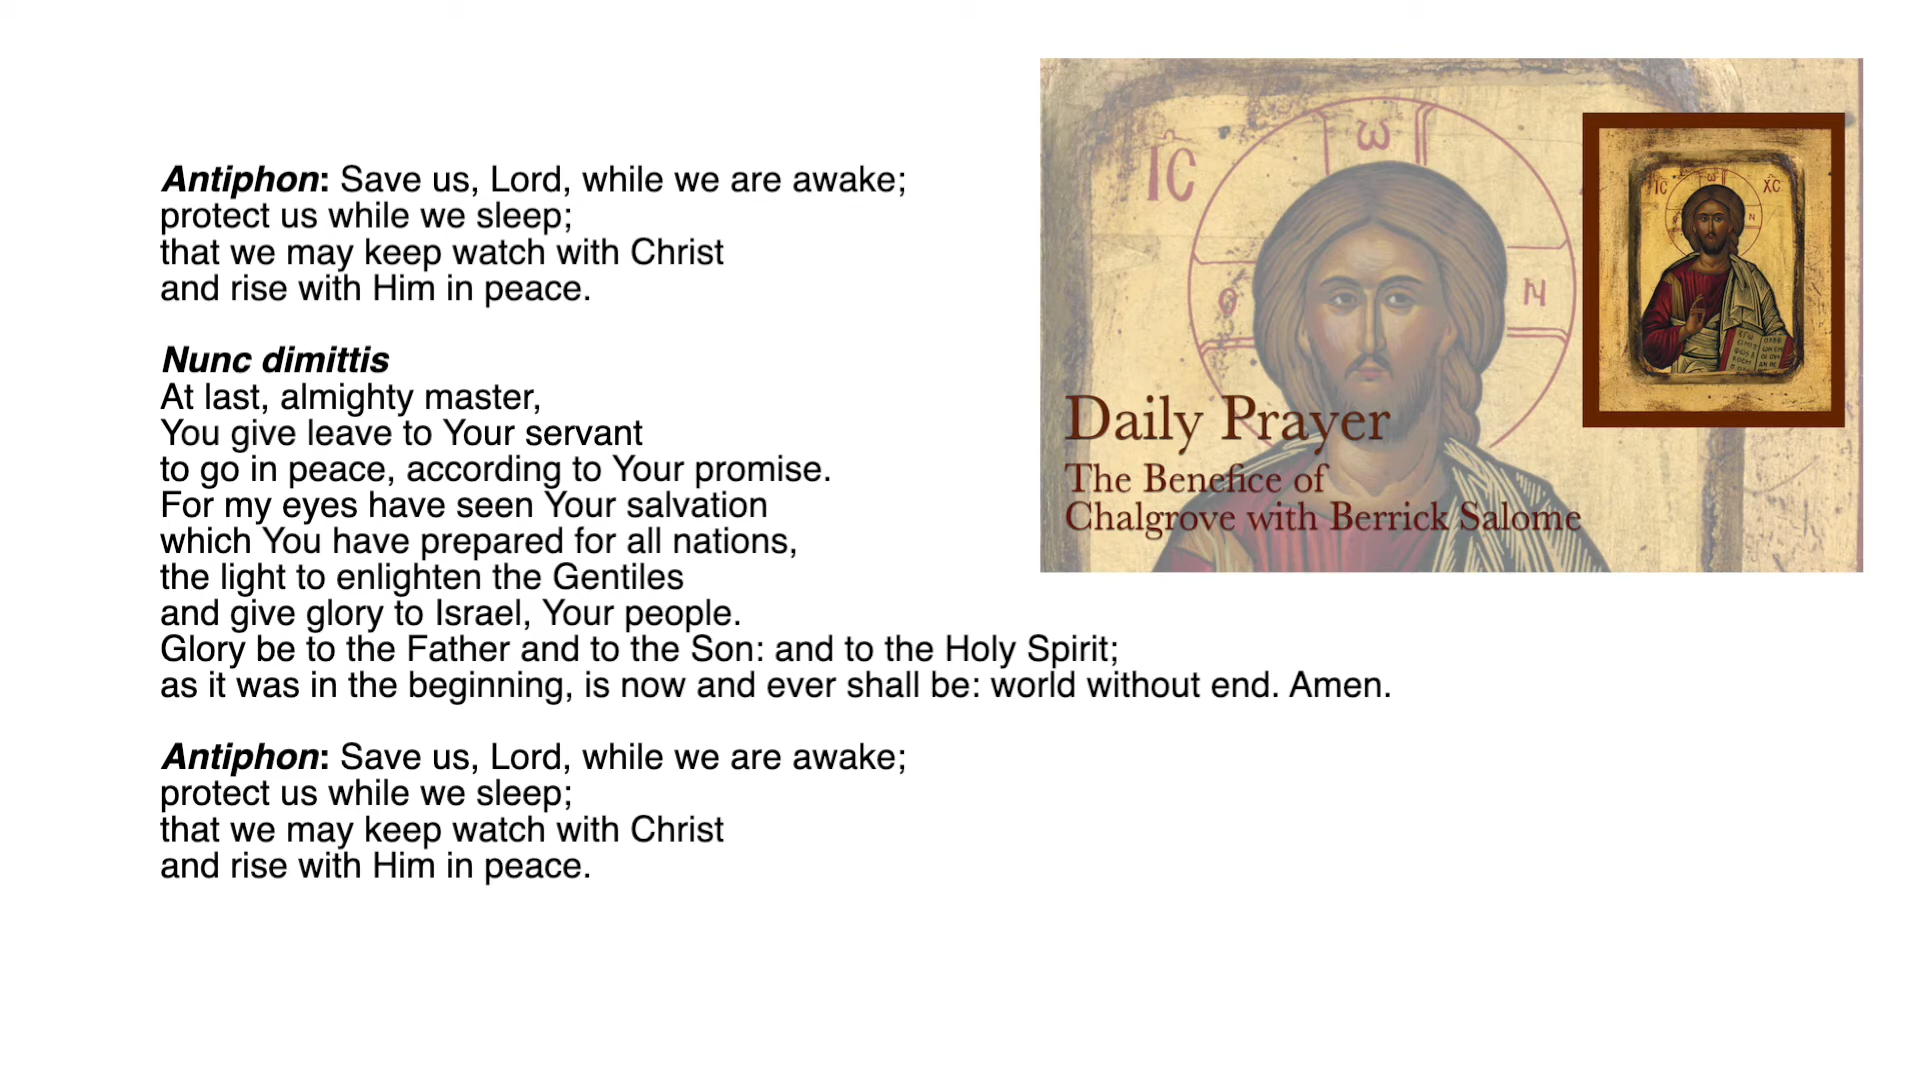 Antiphon: Save us, Lord, while we are awake;
protect us while we sleep;
that we may keep watch with Christ
and rise with Him in peace.
Nunc dimittis
At last, almighty master,
You give leave to Your servant
to go in peace, according to Your promise.
For my eyes have seen Your salvation
which You have prepared for all nations,
the light to enlighten the Gentiles
and give glory to Israel, Your people.
Glory be to the Father and to the Son: and to the Holy Spirit;
as it was in the beginning, is now and ever shall be: world without end. Amen.
Antiphon: Save us, Lord, while we are awake;
protect us while we sleep;
that we may keep watch with Christ
and rise with Him in peace.
IC
ω
N
Daily Prayer
The Benefice of
Chalgrove with Berrick Salome
IC XC
ω
N